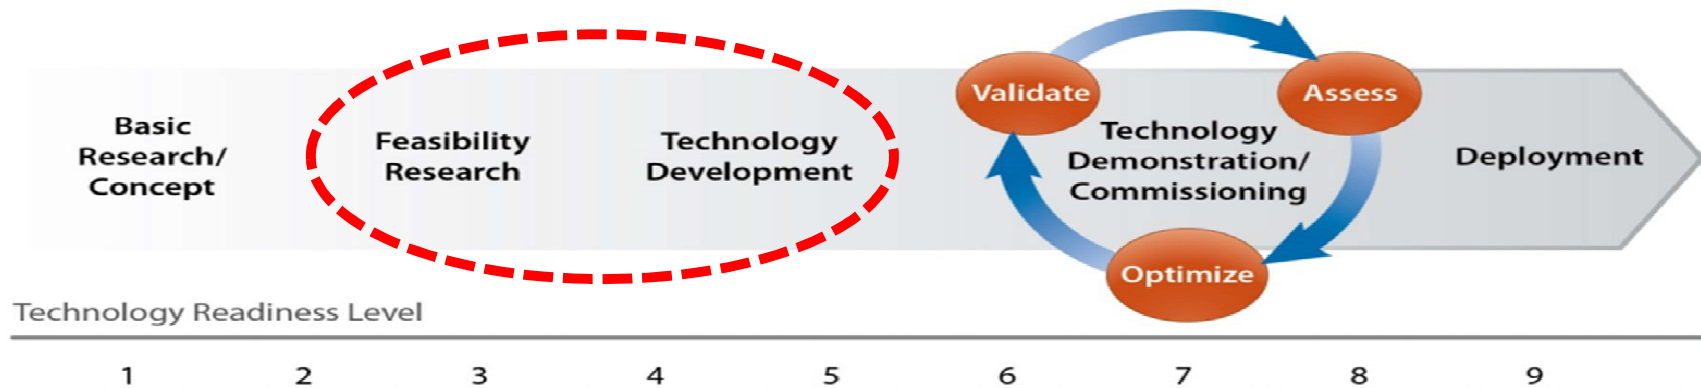 Basic
Research/
Concept
Feasibility
Research
Technology
Development
Validate
Assess
Technology
Demonstration/
Commissioning
Optimize
Deployment
Technology Readiness Level
1 2 3 4 5 6 7 8 9